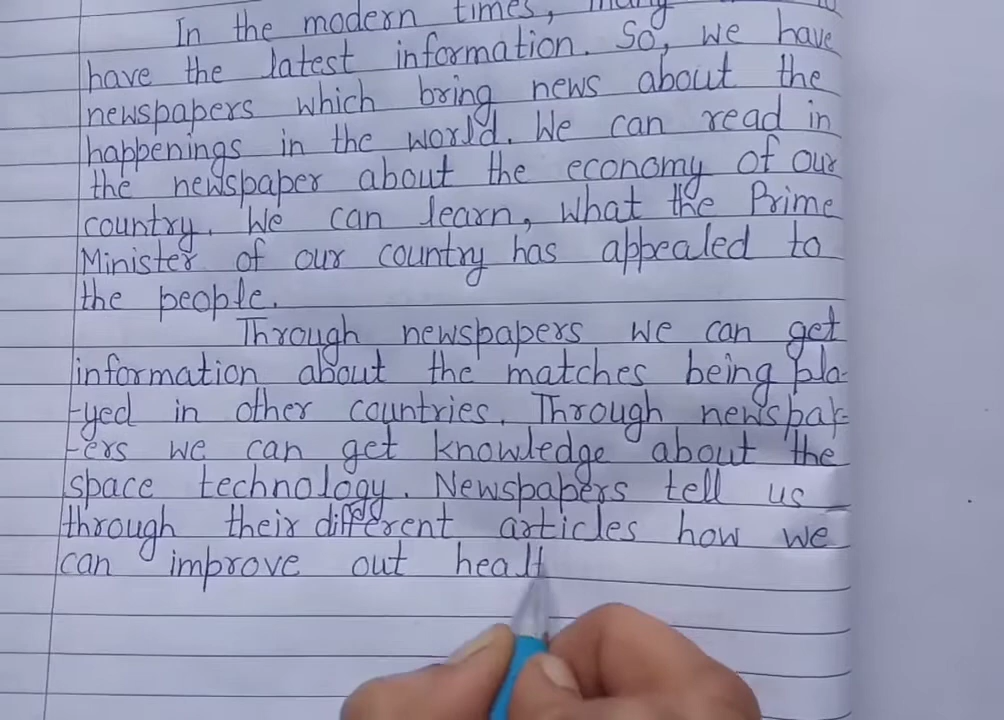 In the modern times, many
have the latest information. So, we have
newspapers which bring news about the
happenings in the world. We can read in
the newspaper about the economy of our
country. We can learn, what the Prime
Minister of our country has appealed to
the people.
Through newspapers we can get
information about the matches being pla-
-yed in other countries. Through newspap-
-ers we can get knowledge about the
space technology. Newspapers tell us
through their different articles how we
can improve out healt